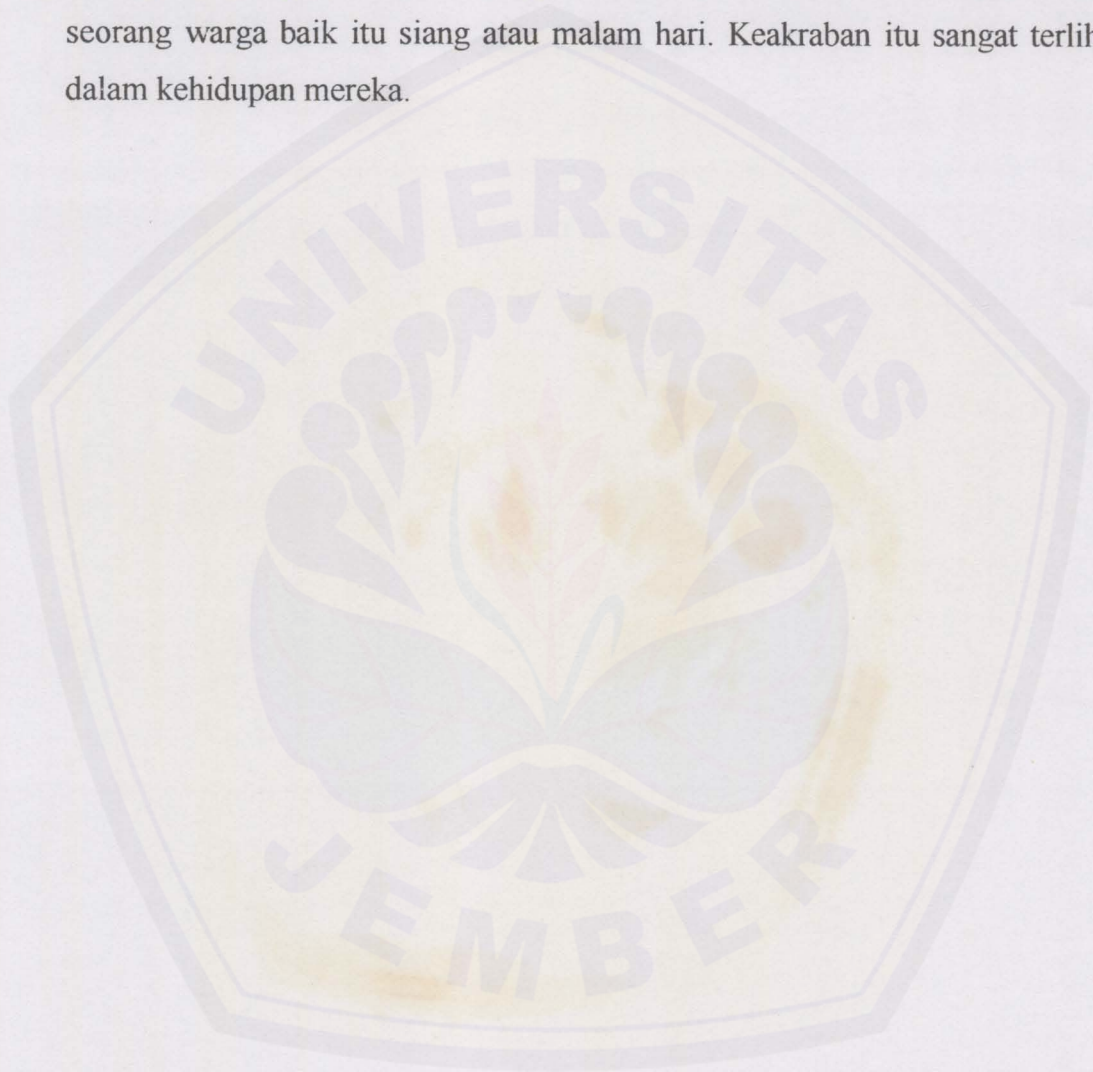 seorang warga baik itu siang atau malam hari. Keakraban itu sangat terlih
dalam kehidupan mereka.
UNIVERSITAS
JEMBER